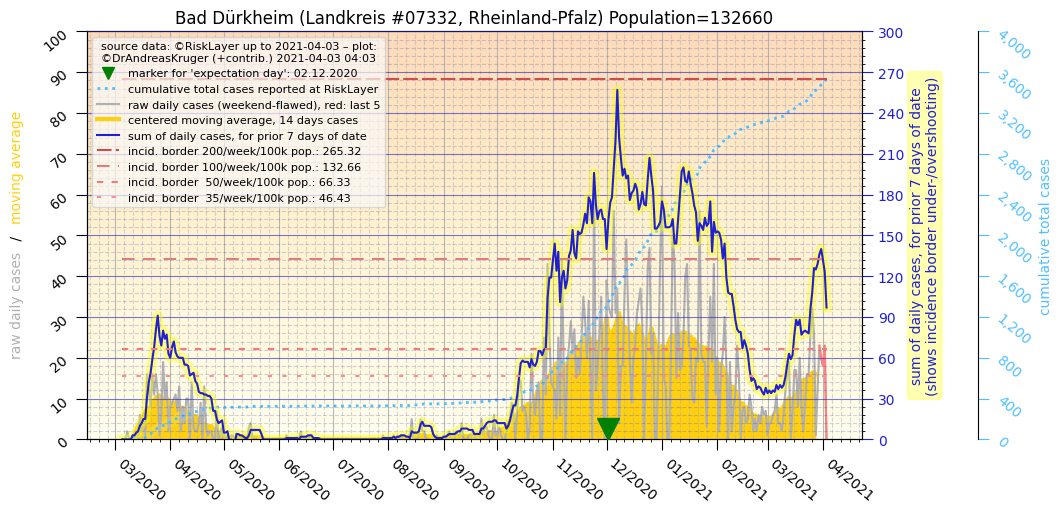 Bad Dürkheim (Landkreis #07332, Rheinland-Pfalz) Population=132660
source data: ©RiskLayer up to 2021-04-03 – plot:
©DrAndreasKruger (+contrib.) 2021-04-03 04:03
marker for 'expectation day': 02.12.2020
cumulative total cases reported at RiskLayer
raw daily cases (weekend-flawed), red: last 5
centered moving average, 14 days cases
sum of daily cases, for prior 7 days of date
incid. border 200/week/100k pop.: 265.32
incid. border 100/week/100k pop.: 132.66
incid. border  50/week/100k pop.: 66.33
incid. border  35/week/100k pop.: 46.43
raw daily cases  /  moving average
100
90
80
70
60
50
40
30
20
10
0
03/2020
04/2020
05/2020
06/2020
07/2020
08/2020
09/2020
10/2020
11/2020
12/2020
01/2021
02/2021
03/2021
04/2021
300
270
240
210
180
150
120
90
60
30
0
sum of daily cases, for prior 7 days of date
(shows incidence border under-/overshooting)
4,000
3,600
3,200
2,800
2,400
2,000
1,600
1,200
800
400
0
cumulative total cases